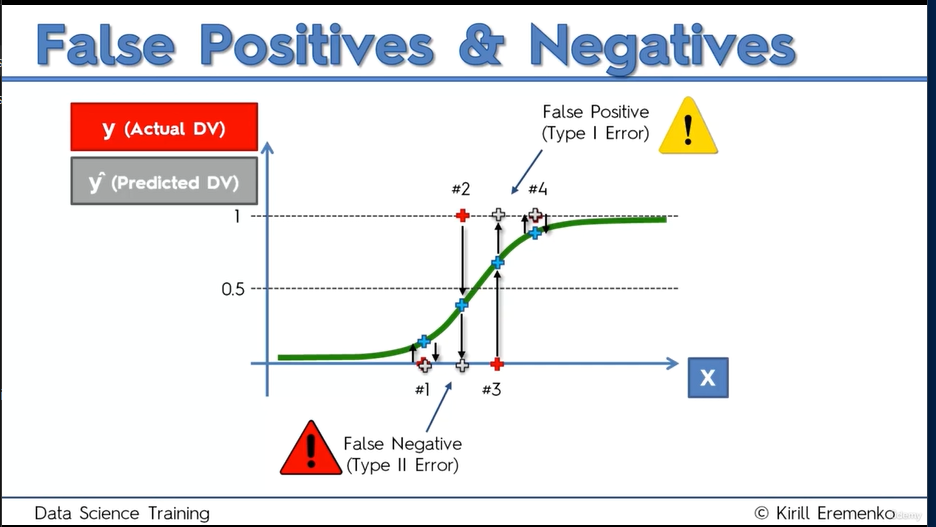 False Positives & Negatives
y (Actual DV)
ŷ (Predicted DV)
False Positive
(Type I Error)
!
#2
#4
1
0.5
#1
#3
X
!
False Negative
(Type II Error)
Data Science Training
© Kirill Eremenko